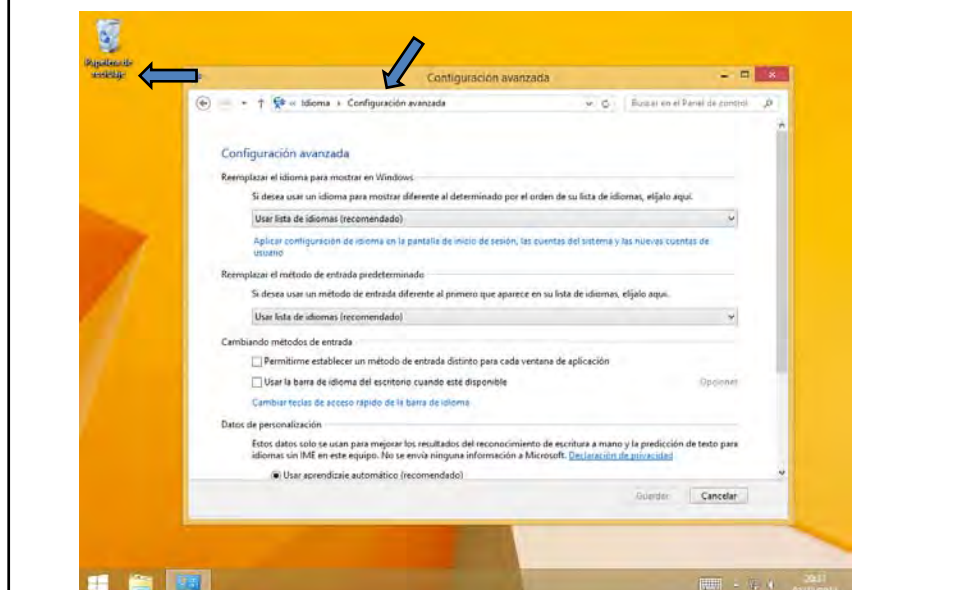 Papelera de
reciclaje
Configuración avanzada
Idioma
Configuración avanzada
Buscar en el Panel de control
Configuración avanzada
Reemplazar el idioma para mostrar en Windows
Si desea usar un idioma para mostrar diferente al determinado por el orden de su lista de idiomas, elíjalo aquí.
Usar lista de idiomas (recomendado)
Aplicar configuración de idioma en la pantalla de inicio de sesión, las cuentas del sistema y las nuevas cuentas de
usuario
Reemplazar el método de entrada predeterminado
Si desea usar un método de entrada diferente al primero que aparece en su lista de idiomas, elíjalo aquí.
Usar lista de idiomas (recomendado)
Cambiando métodos de entrada
Permitirme establecer un método de entrada distinto para cada ventana de aplicación
Usar la barra de idioma del escritorio cuando esté disponible
Opciones
Cambiar teclas de acceso rápido de la barra de idioma
Datos de personalización
Estos datos solo se usan para mejorar los resultados del reconocimiento de escritura a mano y la predicción de texto para
idiomas sin IME en este equipo. No se envía ninguna información a Microsoft. Declaración de privacidad
Usar aprendizaje automático (recomendado)
Guardar
Cancelar